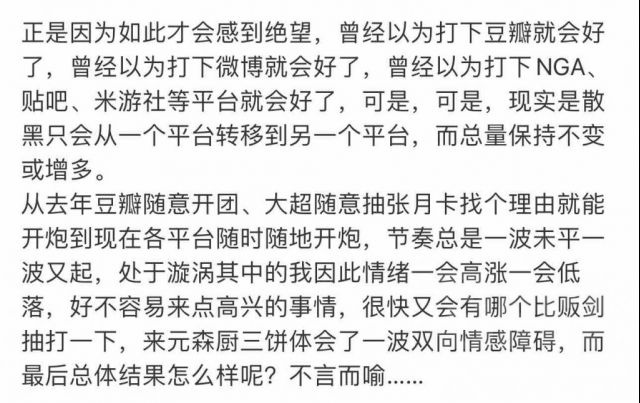 正是因为如此才会感到绝望，曾经以为打下豆瓣就会好
了，曾经以为打下微博就会好了，曾经以为打下NGA、
贴吧、米游社等平台就会好了，可是，可是，现实是散
黑只会从一个平台转移到另一个平台，而总量保持不变
或增多。
从去年豆瓣随意开团、大超随意抽张月卡找个理由就能
开炮到现在各平台随时随地开炮，节奏总是一波未平一
波又起，处于漩涡其中的我因此情绪一会高涨一会低
落，好不容易来点高兴的事情，很快又会有哪个比贩剑
抽打一下，来元森厨三饼体会了一波双向情感障碍，而
最后总体结果怎么样呢？不言而喻……